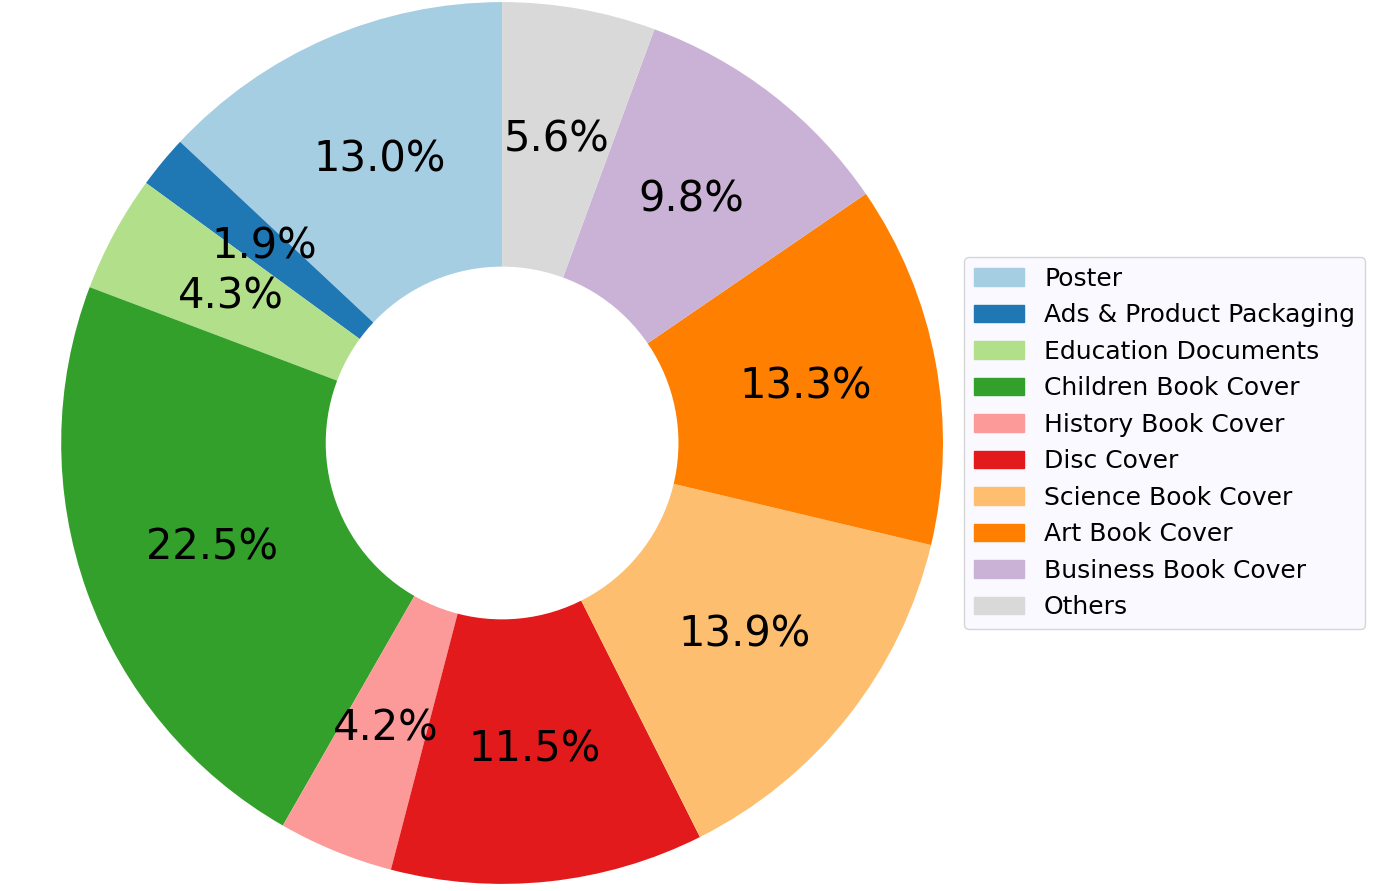 5.6%
13.0%
9.8%
1.9%
4.3%
13.3%
22.5%
13.9%
4.2%
11.5%
Poster
Ads & Product Packaging
Education Documents
Children Book Cover
History Book Cover
Disc Cover
Science Book Cover
Art Book Cover
Business Book Cover
Others